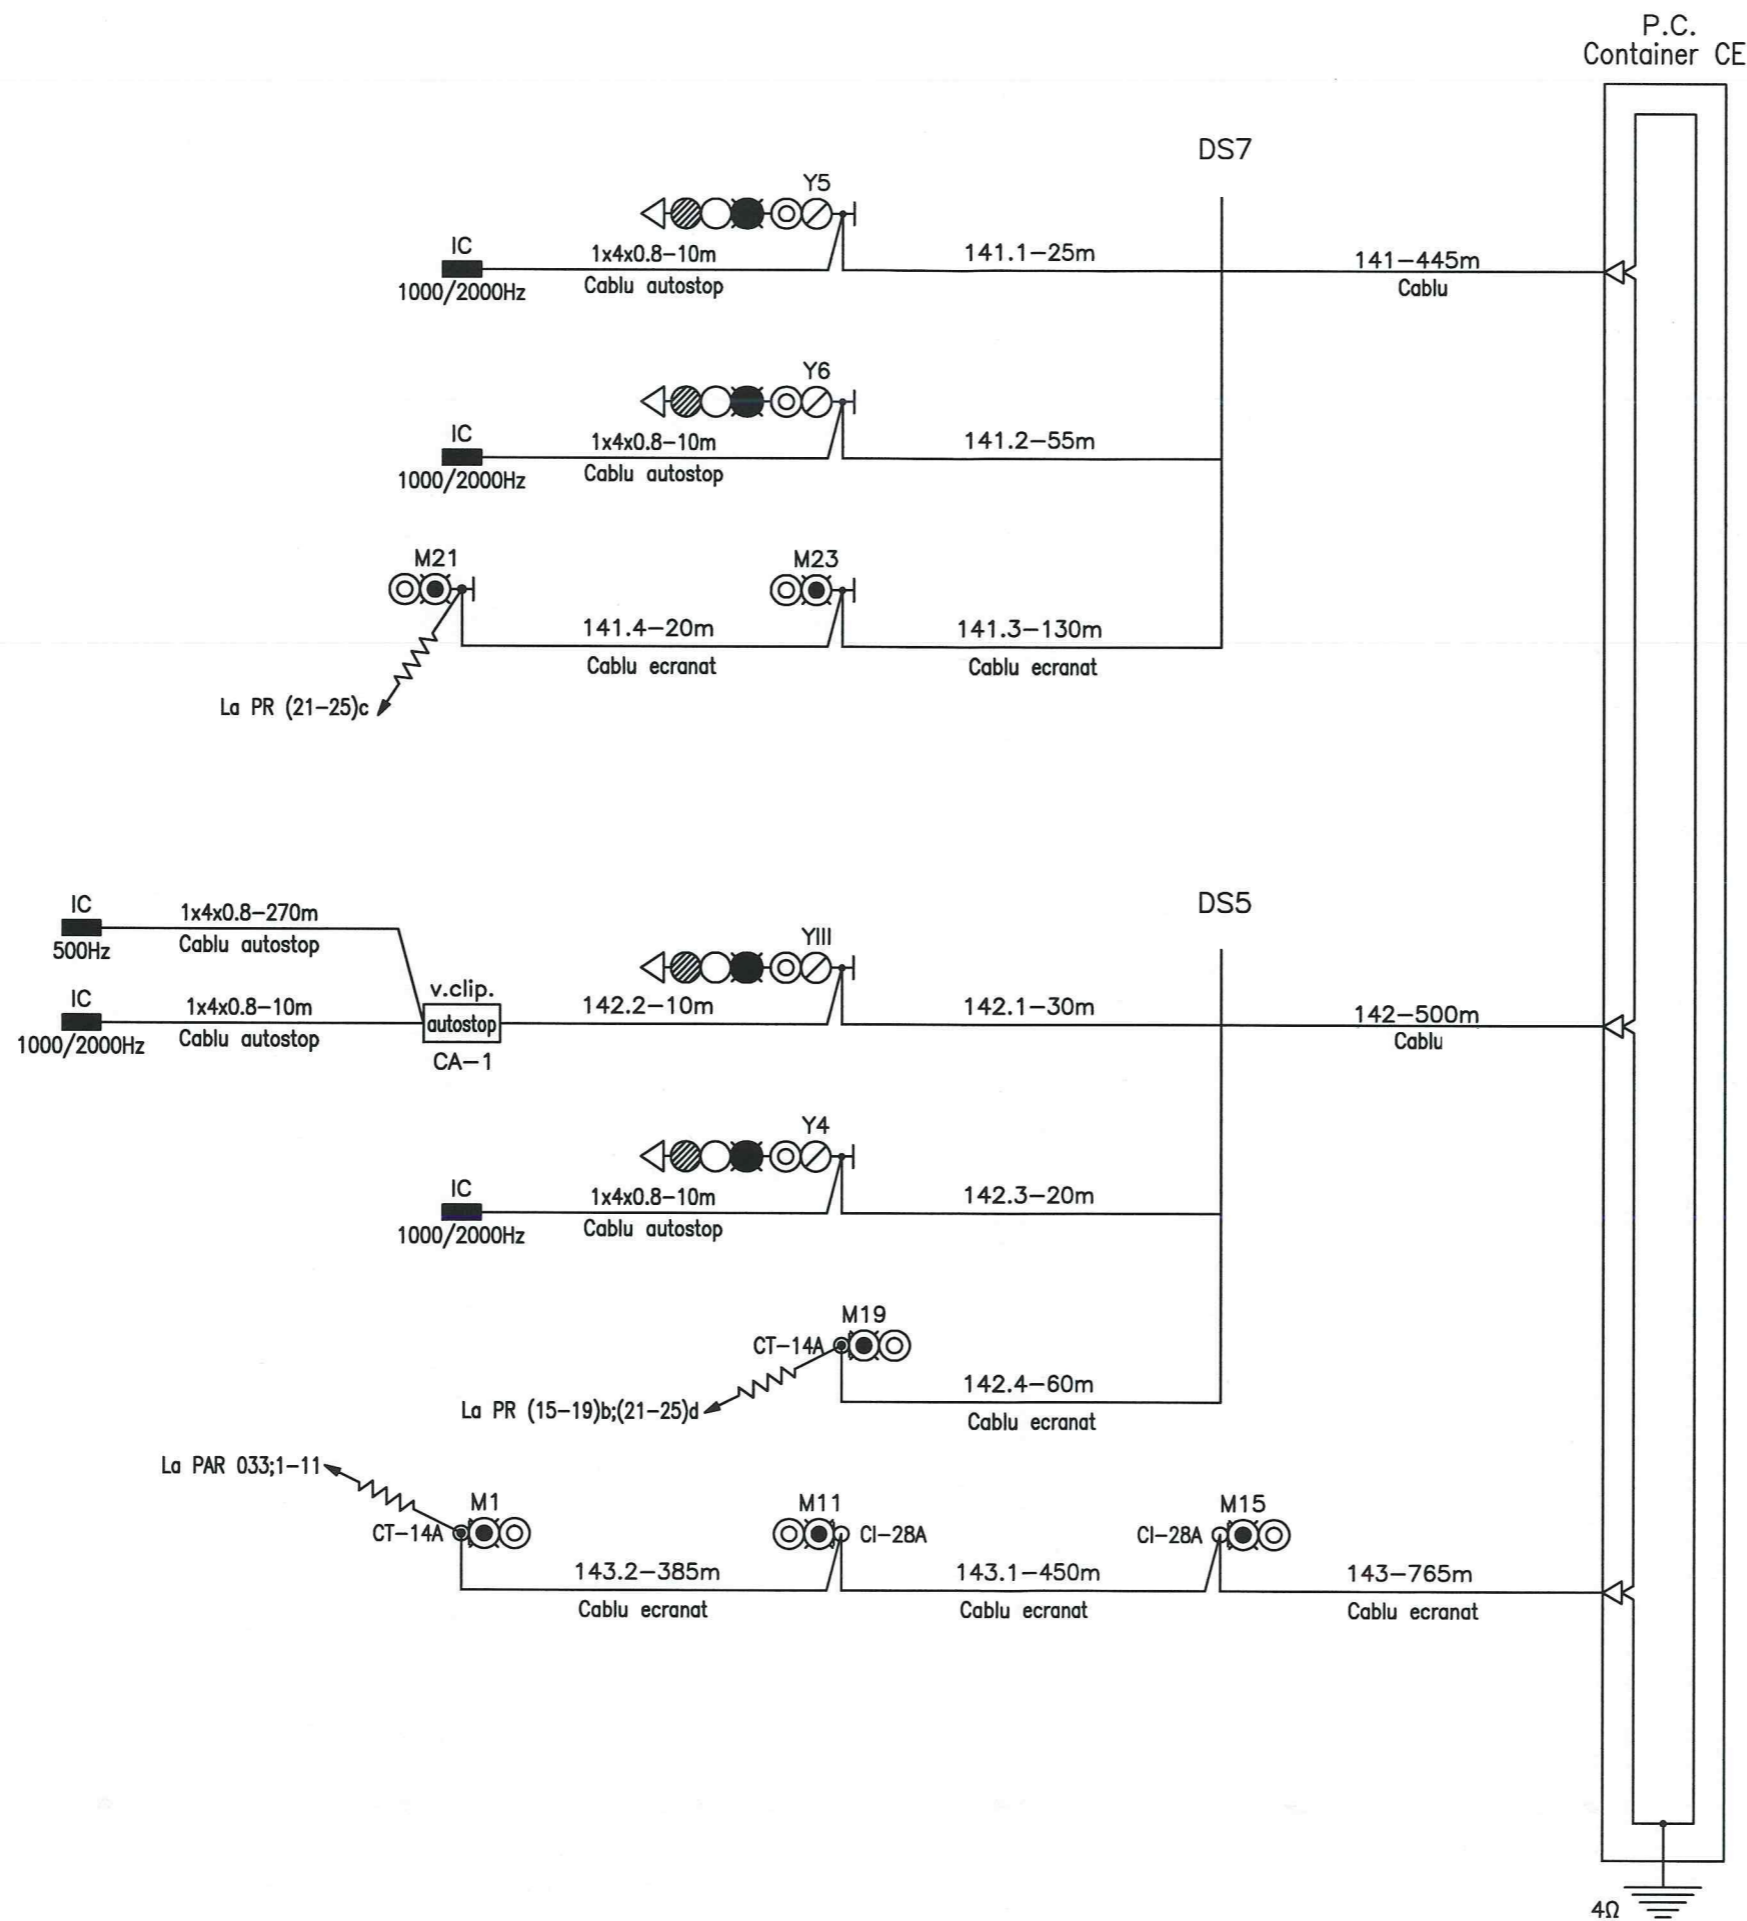 P.C.
Container CE
DS7
Y5
IC
1x4x0.8-10m
141.1-25m
141-445m
1000/2000Hz
Cablu autostop
Cablu
Y6
IC
1x4x0.8-10m
141.2-55m
1000/2000Hz
Cablu autostop
M21
M23
141.4-20m
141.3-130m
Cablu ecranat
Cablu ecranat
La PR (21-25)c
DS5
IC
1x4x0.8-270m
500Hz
Cablu autostop
YIII
IC
1x4x0.8-10m
v.clip.
142.2-10m
142.1-30m
142-500m
1000/2000Hz
Cablu autostop
autostop
Cablu
CA-1
Y4
IC
1x4x0.8-10m
142.3-20m
1000/2000Hz
Cablu autostop
M19
CT-14A
142.4-60m
La PR (15-19)b;(21-25)d
Cablu ecranat
La PAR 033;1-11
M1
M11
M15
CT-14A
CI-28A
CI-28A
143.2-385m
143.1-450m
143-765m
Cablu ecranat
Cablu ecranat
Cablu ecranat
4Ω